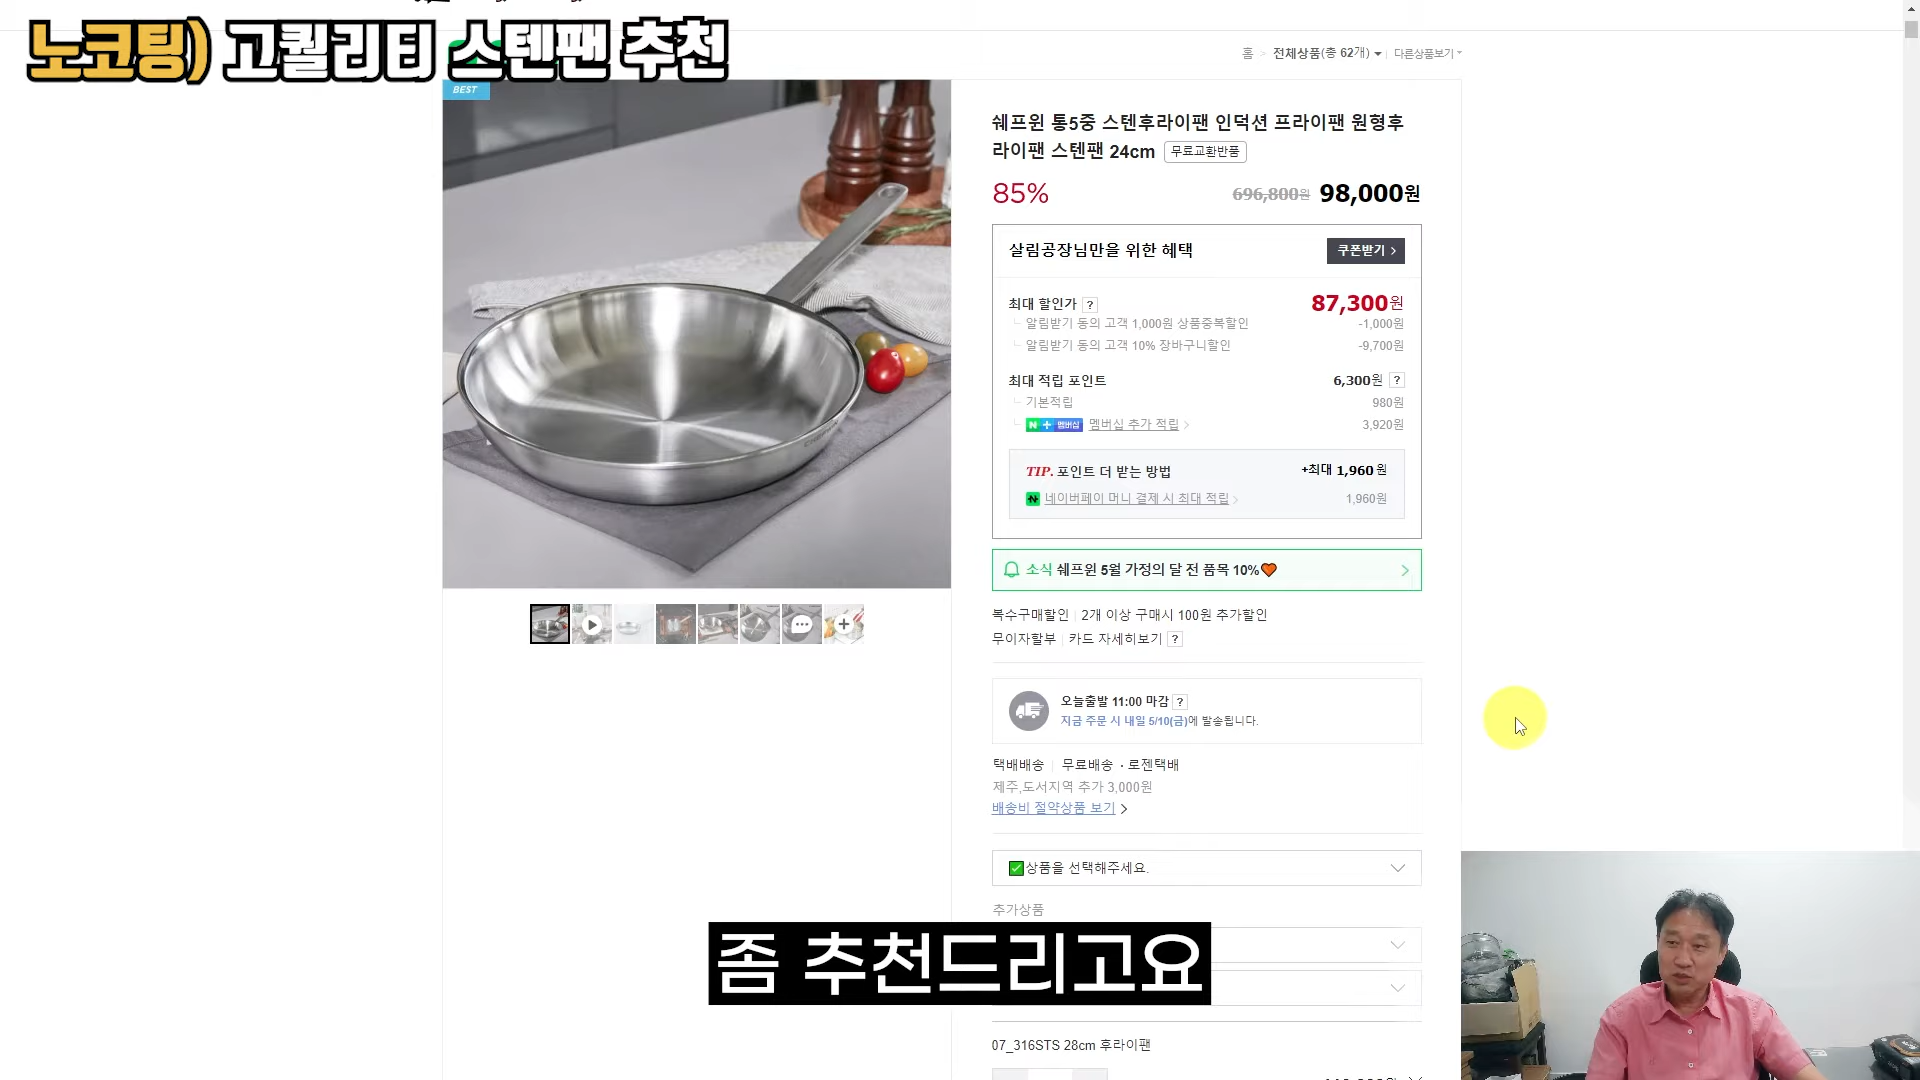 노코팅) 고퀄리티 스텐팬 추천
홈 > 전체상품(총 62개) 다른상품보기
BEST
쉐프윈 통5중 스텐후라이팬 인덕션 프라이팬 원형후
라이팬 스텐팬 24cm 무료교환반품
85% 696,800원 98,000원
살림공장님만을 위한 혜택 쿠폰받기 >
최대 할인가 ? 87,300원
알림받기 동의 고객 1,000원 상품중복할인 -1,000원
알림받기 동의 고객 10% 장바구니할인 -9,700원
최대 적립 포인트 6,300원 ?
기본적립 980원
N+ 멤버십 멤버십 추가 적립 > 3,920원
TIP. 포인트 더 받는 방법 +최대 1,960 원
N 네이버페이 머니 결제 시 최대 적립 > 1,960원
소식 쉐프윈 5월 가정의 달 전 품목 10%🧡 >
복수구매할인 2개 이상 구매시 100원 추가할인
무이자할부 카드 자세히보기 ?
오늘출발 11:00 마감 ?
지금 주문 시 내일 5/10(금)에 발송됩니다.
택배배송 무료배송 · 로젠택배
제주,도서지역 추가 3,000원
배송비 절약상품 보기 >
✅상품을 선택해주세요.
추가상품
좀 추천드리고요
07_316STS 28cm 후라이팬